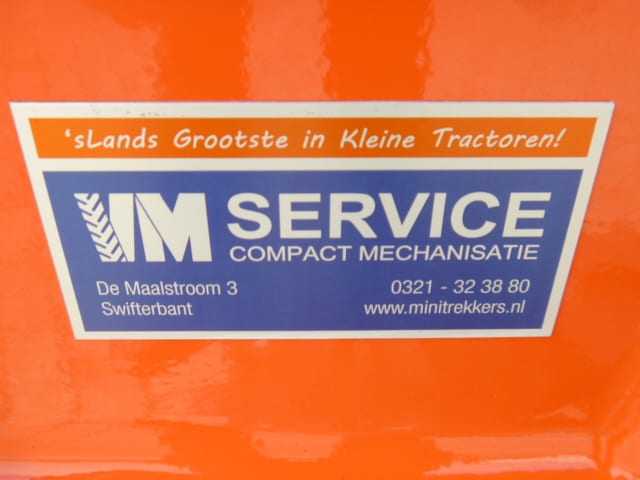 'sLands Grootste in Kleine Tractoren!
VM SERVICE
COMPACT MECHANISATIE
De Maalstroom 3
0321 - 32 38 80
Swifterbant
www.minitrekkers.nl